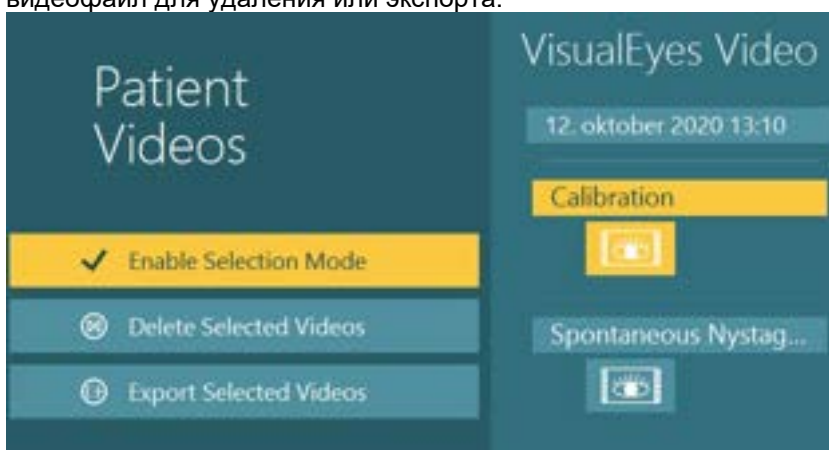 видеофайл для удаления или экспорта.
Patient
Videos
Enable Selection Mode
Delete Selected Videos
Export Selected Videos
VisualEyes Video
12. oktober 2020 13:10
Calibration
Spontaneous Nystag...